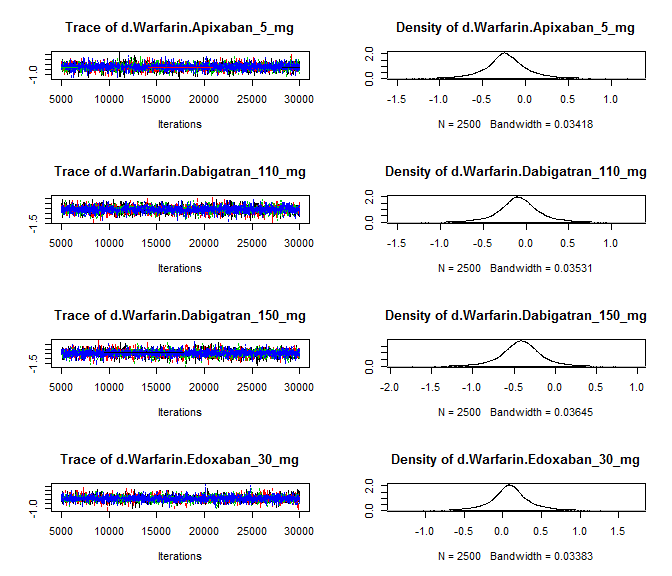 Trace of d.Warfarin.Apixaban_5_mg
-1.0
5000 10000 15000 20000 25000 30000
Iterations
Density of d.Warfarin.Apixaban_5_mg
0.0 2.0
-1.5 -1.0 -0.5 0.0 0.5 1.0
N = 2500 Bandwidth = 0.03418
Trace of d.Warfarin.Dabigatran_110_mg
-1.5
5000 10000 15000 20000 25000 30000
Iterations
Density of d.Warfarin.Dabigatran_110_mg
0.0 2.0
-1.5 -1.0 -0.5 0.0 0.5 1.0
N = 2500 Bandwidth = 0.03531
Trace of d.Warfarin.Dabigatran_150_mg
-1.5
5000 10000 15000 20000 25000 30000
Iterations
Density of d.Warfarin.Dabigatran_150_mg
0.0
-2.0 -1.5 -1.0 -0.5 0.0 0.5 1.0
N = 2500 Bandwidth = 0.03645
Trace of d.Warfarin.Edoxaban_30_mg
-1.0
5000 10000 15000 20000 25000 30000
Iterations
Density of d.Warfarin.Edoxaban_30_mg
0.0 2.0
-1.0 -0.5 0.0 0.5 1.0 1.5
N = 2500 Bandwidth = 0.03383